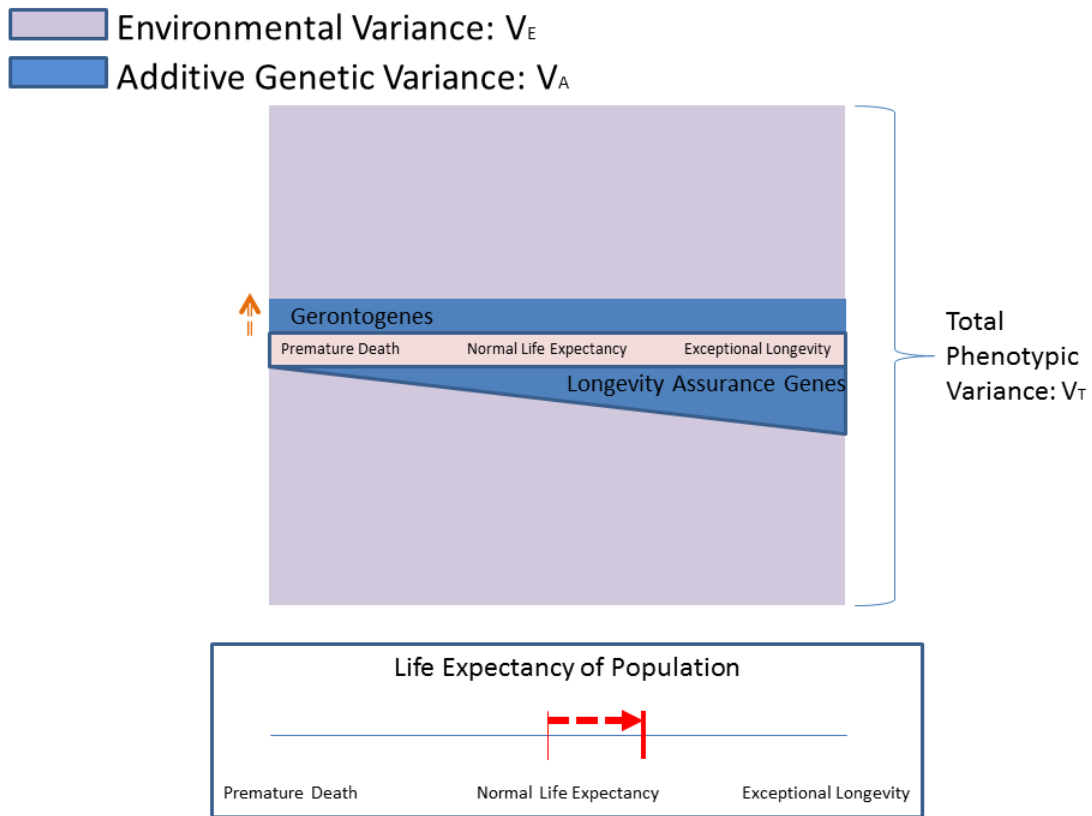 Environmental Variance: VE
Additive Genetic Variance: VA
Gerontogenes
Premature Death Normal Life Expectancy Exceptional Longevity
Longevity Assurance Genes
Total
Phenotypic
Variance: VT
Life Expectancy of Population
Premature Death Normal Life Expectancy Exceptional Longevity